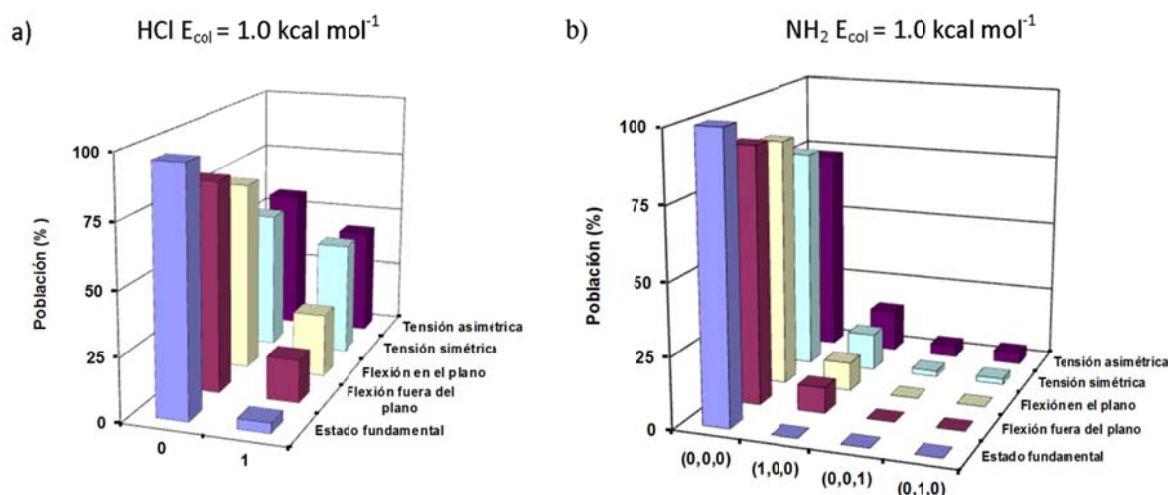 a)
HCl E_col = 1.0 kcal mol⁻¹
Población (%)
100
75
50
25
0
0
1
Tensión asimétrica
Tensión simétrica
Flexión en el plano
Flexión fuera del
plano
Estado fundamental
b)
NH₂ E_col = 1.0 kcal mol⁻¹
Población (%)
100
75
50
25
0
(0,0,0)
(1,0,0)
(0,0,1)
(0,1,0)
Tensión asimétrica
Tensión simétrica
Flexión en el plano
Flexión fuera del plano
Estado fundamental